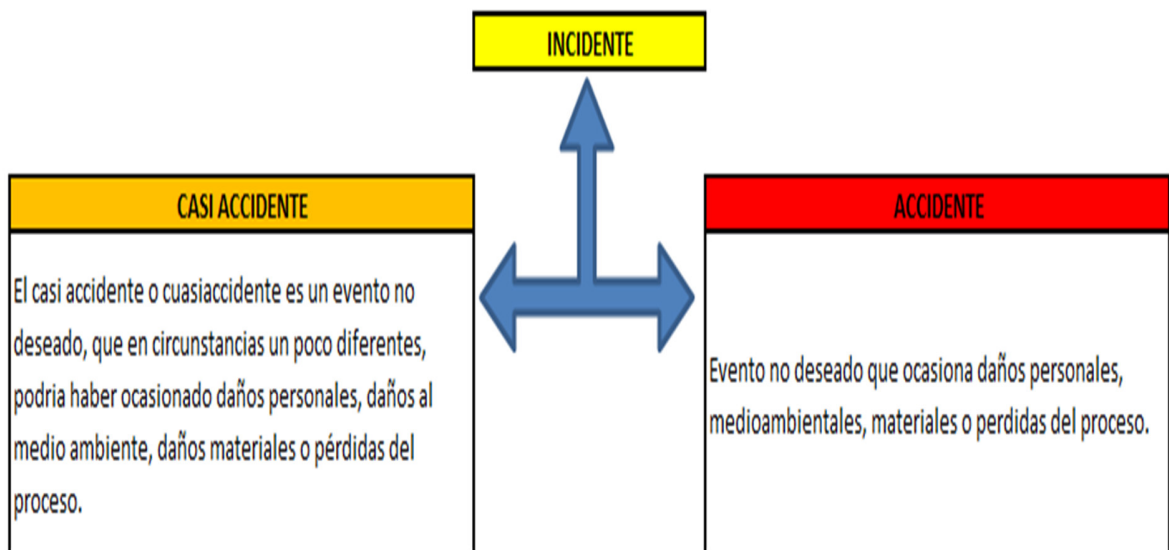 INCIDENTE
CASI ACCIDENTE
El casi accidente o cuasiaccidente es un evento no
deseado, que en circunstancias un poco diferentes,
podria haber ocasionado daños personales, daños al
medio ambiente, daños materiales o pérdidas del
proceso.
ACCIDENTE
Evento no deseado que ocasiona daños personales,
medioambientales, materiales o perdidas del proceso.